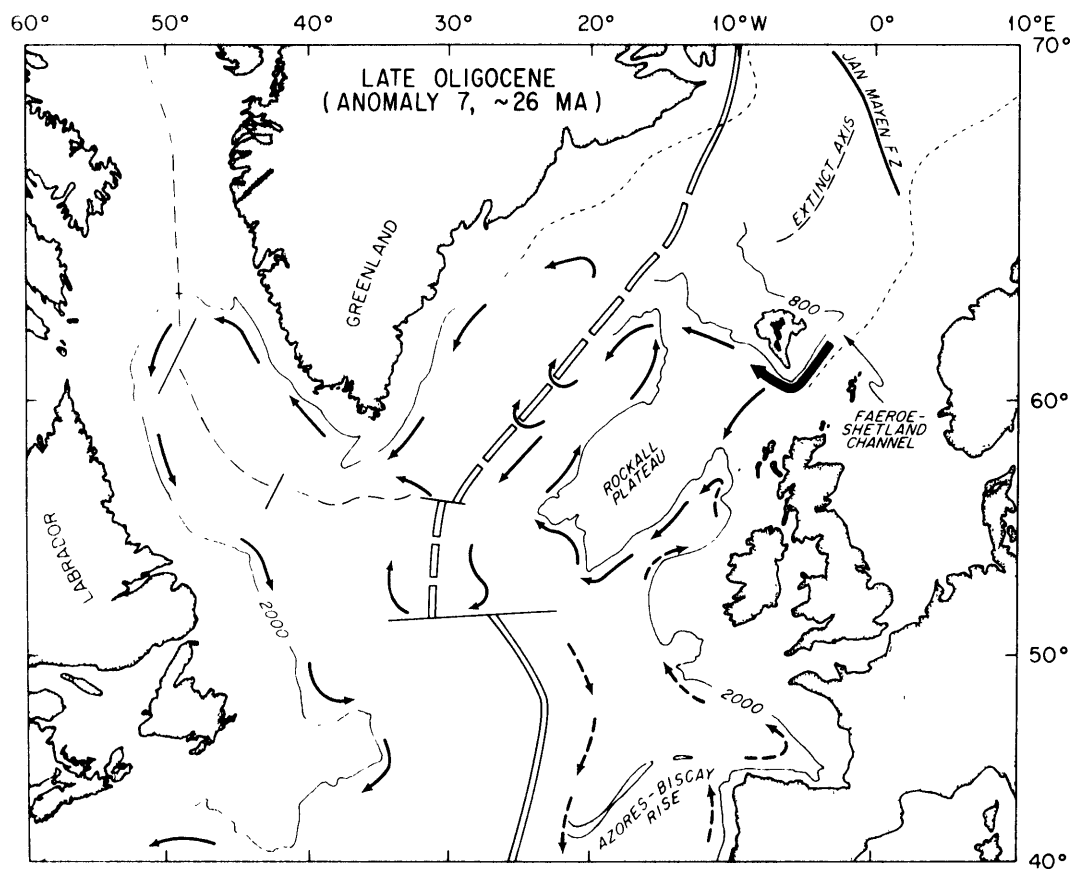 60° 50° 40° 30° 20° 10°W 0° 10°E
70°
LATE OLIGOCENE
(ANOMALY 7, ~26 MA)
JAN MAYEN FZ
EXTINCT AXIS
GREENLAND
800
60°
FAEROE-
SHETLAND
CHANNEL
ROCKALL
PLATEAU
LABRADOR
2000
50°
2000
AZORES-BISCAY
RISE
40°